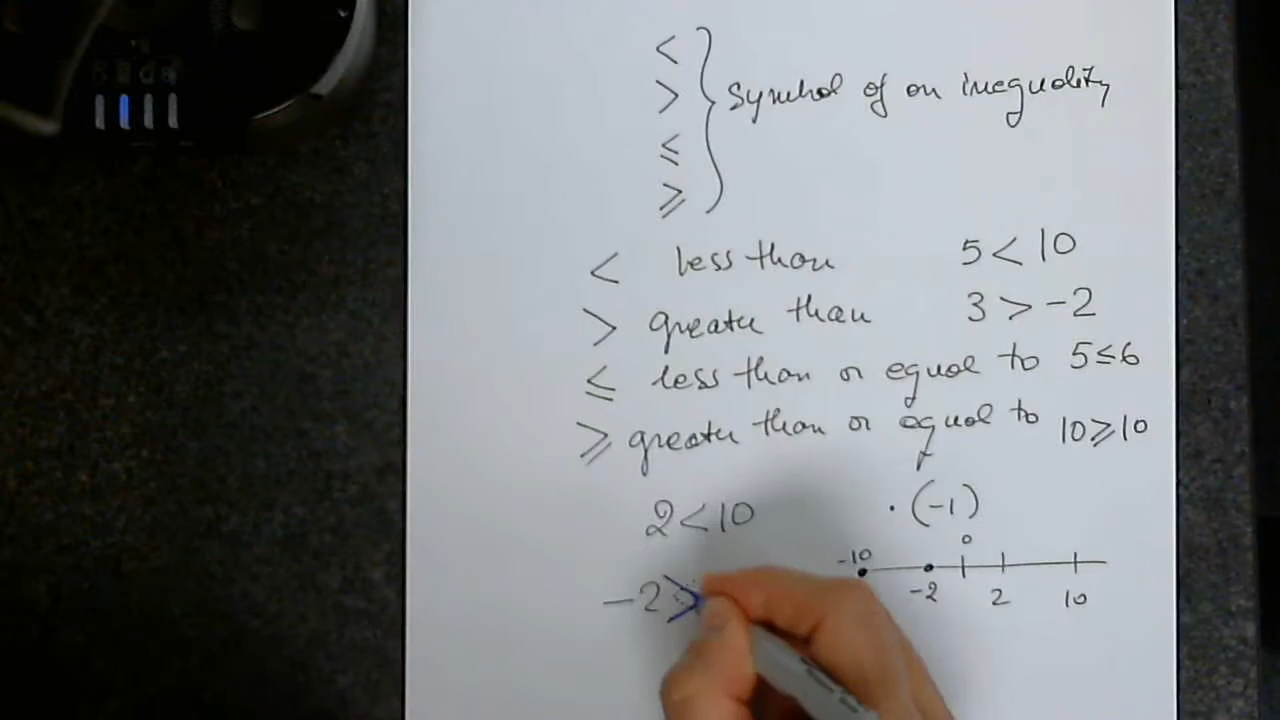 <
>
≤
≥
Symbol of an inequality
< less than 5 < 10
> greater than 3 > -2
≤ less than or equal to 5 ≤ 6
≥ greater than or equal to 10 ≥ 10
2 < 10 · (-1)
-10 0
-2 2 10
-2 >